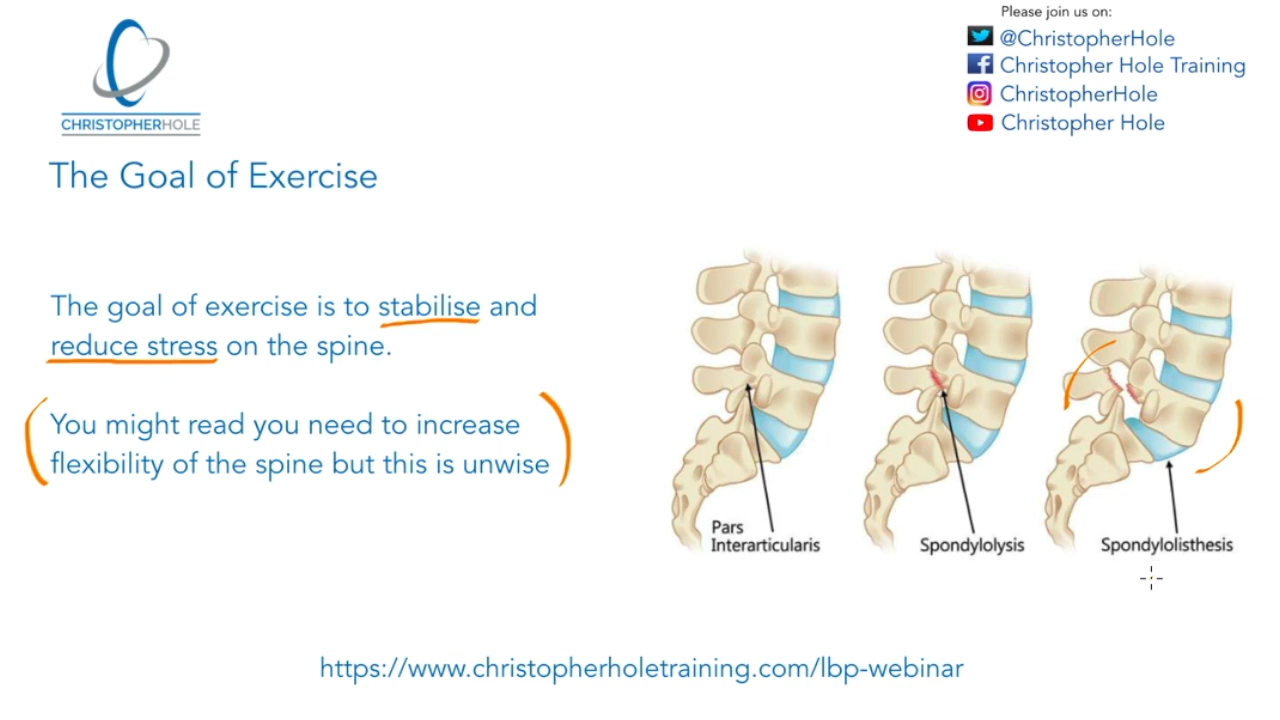 CHRISTOPHERHOLE
Please join us on:
@ChristopherHole
Christopher Hole Training
ChristopherHole
Christopher Hole
The Goal of Exercise
The goal of exercise is to stabilise and
reduce stress on the spine.
You might read you need to increase
flexibility of the spine but this is unwise
Pars
Interarticularis
Spondylolysis
Spondylolisthesis
https://www.christopherholetraining.com/lbp-webinar